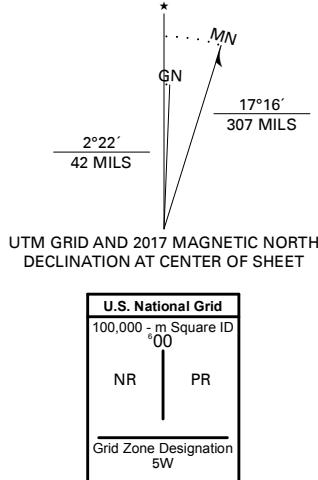 ★
MN
GN
17°16´
307 MILS
2°22´
42 MILS
UTM GRID AND 2017 MAGNETIC NORTH
DECLINATION AT CENTER OF SHEET
U.S. National Grid
100,000 - m Square ID
⁶00
NR PR
Grid Zone Designation
5W